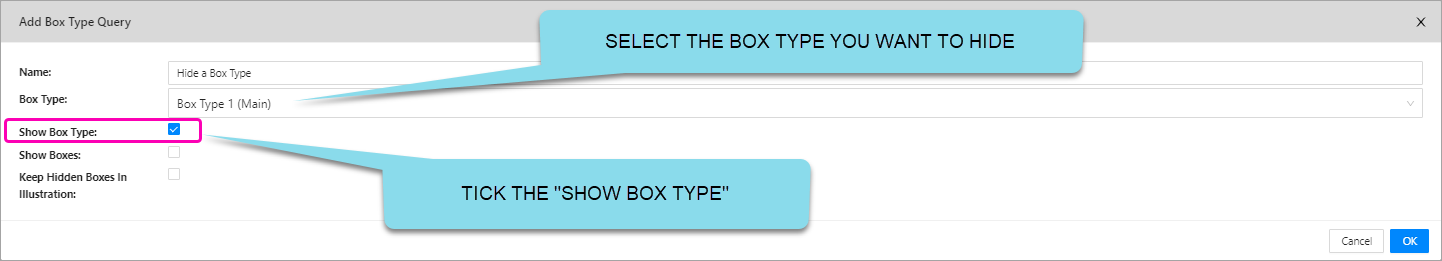 Add Box Type Query
X
SELECT THE BOX TYPE YOU WANT TO HIDE
Name:
Hide a Box Type
Box Type:
Box Type 1 (Main)
Show Box Type:
Show Boxes:
Keep Hidden Boxes In
Illustration:
TICK THE "SHOW BOX TYPE"
Cancel
OK